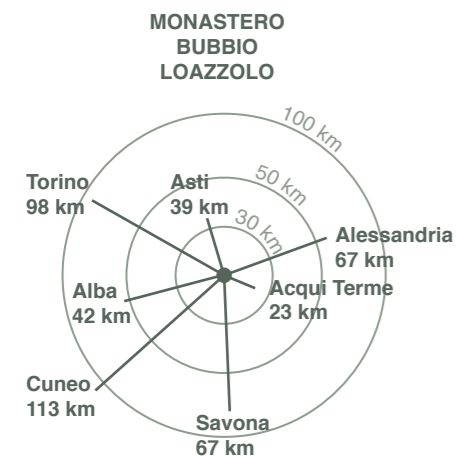 MONASTERO
BUBBIO
LOAZZOLO
100 km
Torino
98 km
Asti
39 km
50 km
30 km
Alessandria
67 km
Alba
42 km
Acqui Terme
23 km
Cuneo
113 km
Savona
67 km